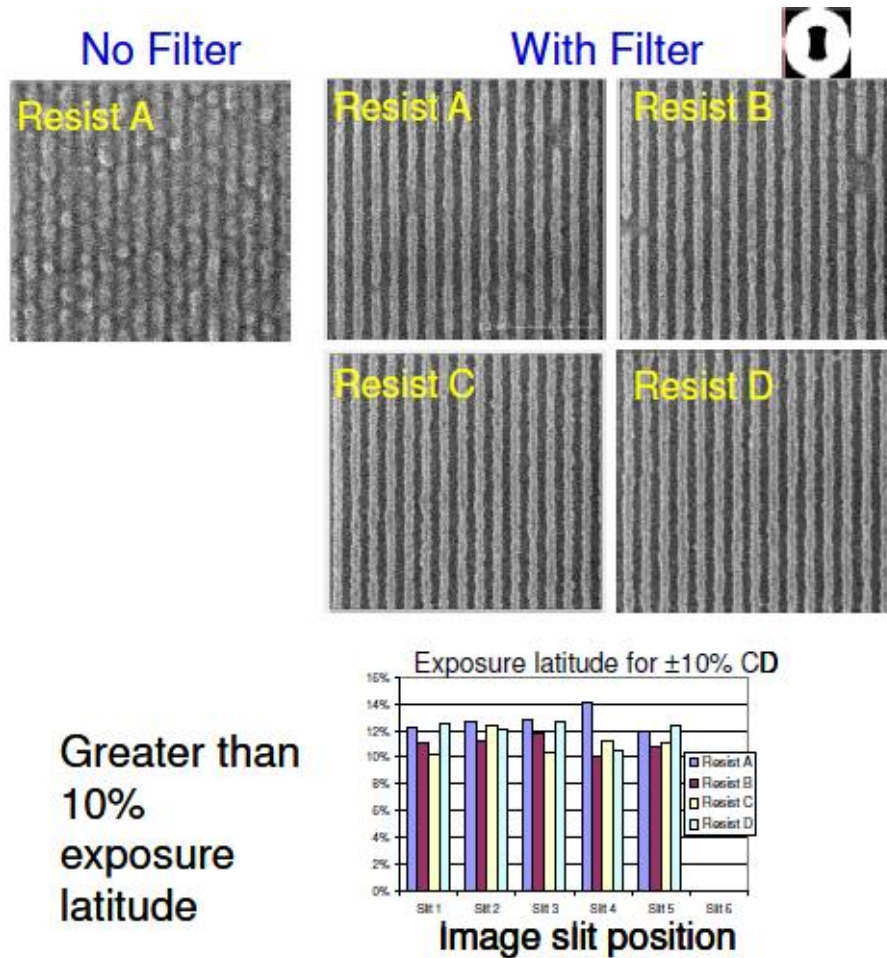 No Filter
With Filter
Resist A
Resist A
Resist B
Resist C
Resist D
Greater than
10%
exposure
latitude
Exposure latitude for ±10% CD
16%
14%
12%
10%
8%
6%
4%
2%
0%
Resist A
Resist B
Resist C
Resist D
Slit 1
Slit 2
Slit 3
Slit 4
Slit 5
Slit 6
Image slit position